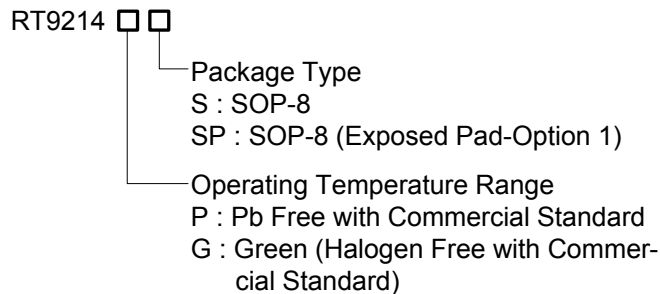 RT9214
Package Type
S : SOP-8
SP : SOP-8 (Exposed Pad-Option 1)
Operating Temperature Range
P : Pb Free with Commercial Standard
G : Green (Halogen Free with Commer-
cial Standard)